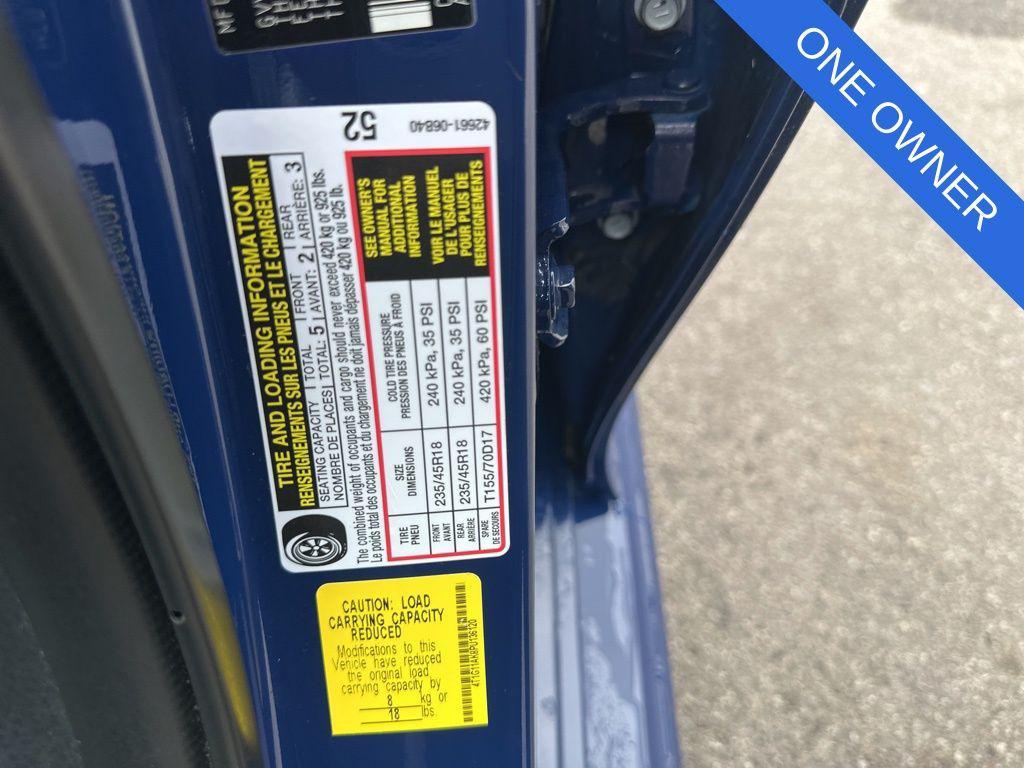 ONE OWNER
52
42661-06B40
TIRE AND LOADING INFORMATION
RENSEIGNEMENTS SUR LES PNEUS ET LE CHARGEMENT
SEATING CAPACITY | TOTAL | FRONT | REAR
NOMBRE DE PLACES | TOTAL: 5 | AVANT: 2 | ARRIÈRE: 3
The combined weight of occupants and cargo should never exceed 420 kg or 925 lbs.
Le poids total des occupants et du chargement ne doit jamais dépasser 420 kg ou 925 lb.
TIRE
PNEU
SIZE
DIMENSIONS
COLD TIRE PRESSURE
PRESSION DES PNEUS À FROID
FRONT
AVANT
235/45R18
240 kPa, 35 PSI
REAR
ARRIÈRE
235/45R18
240 kPa, 35 PSI
SPARE
DE SECOURS
T155/70D17
420 kPa, 60 PSI
SEE OWNER'S
MANUAL FOR
ADDITIONAL
INFORMATION
VOIR LE MANUEL
DE L'USAGER
POUR PLUS DE
RENSEIGNEMENTS
CAUTION: LOAD
CARRYING CAPACITY
REDUCED
Modifications to this
Vehicle have reduced
the original load
carrying capacity by
8 kg or
18 lbs.
4T1G11AK8PU136120